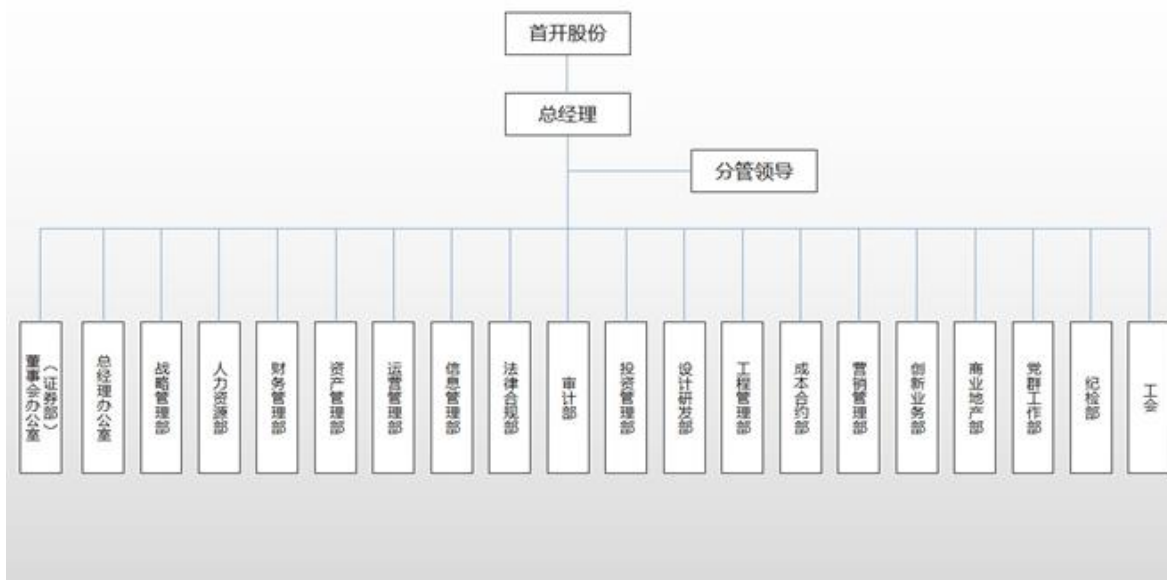 首开股份
总经理
分管领导
董事会办公室
（证券部）
总经理办公室
战略管理部
人力资源部
财务管理部
资产管理部
运营管理部
信息管理部
法律合规部
审计部
投资管理部
设计研发部
工程管理部
成本合约部
营销管理部
创新业务部
商业地产部
党群工作部
纪检部
工会